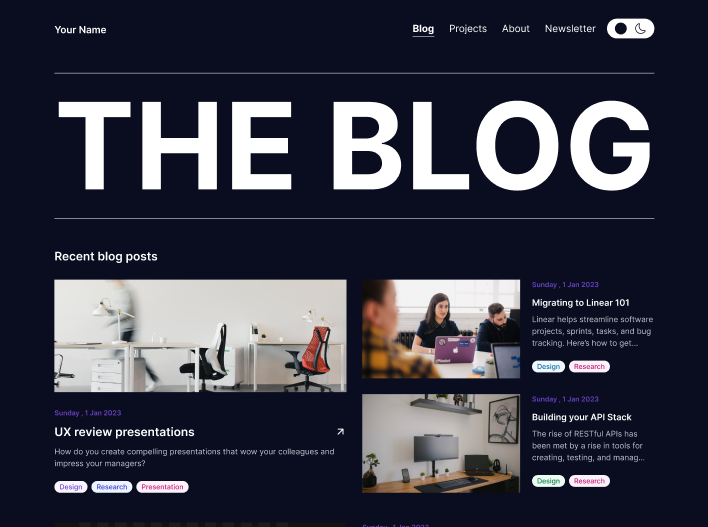 Your Name
Blog
Projects
About
Newsletter
THE BLOG
Recent blog posts
Sunday , 1 Jan 2023
UX review presentations
How do you create compelling presentations that wow your colleagues and
impress your managers?
Design
Research
Presentation
Sunday , 1 Jan 2023
Migrating to Linear 101
Linear helps streamline software
projects, sprints, tasks, and bug
tracking. Here's how to get...
Design
Research
Sunday , 1 Jan 2023
Building your API Stack
The rise of RESTful APIs has
been met by a rise in tools for
creating, testing, and manag...
Design
Research